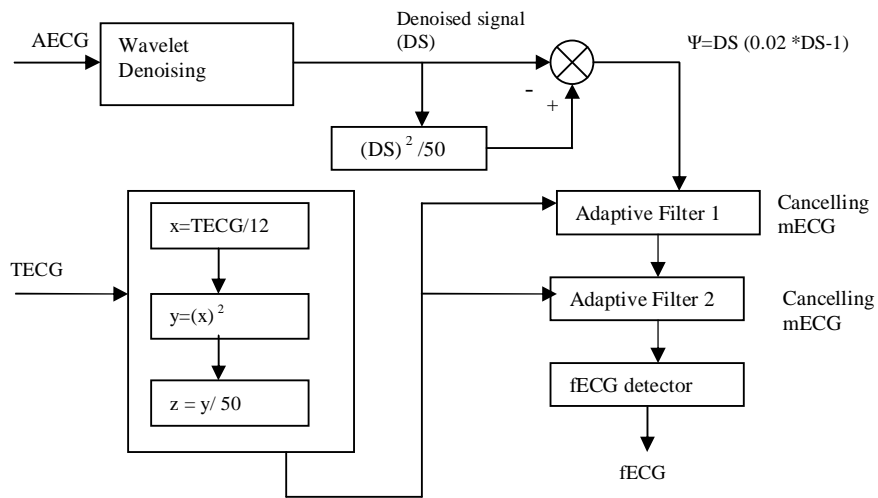 AECG
Wavelet
Denoising
Denoised signal
(DS)
Ψ=DS (0.02 *DS-1)
-
+
(DS) ² /50
TECG
x=TECG/12
y=(x) ²
z = y/ 50
Adaptive Filter 1
Cancelling
mECG
Adaptive Filter 2
Cancelling
mECG
fECG detector
fECG